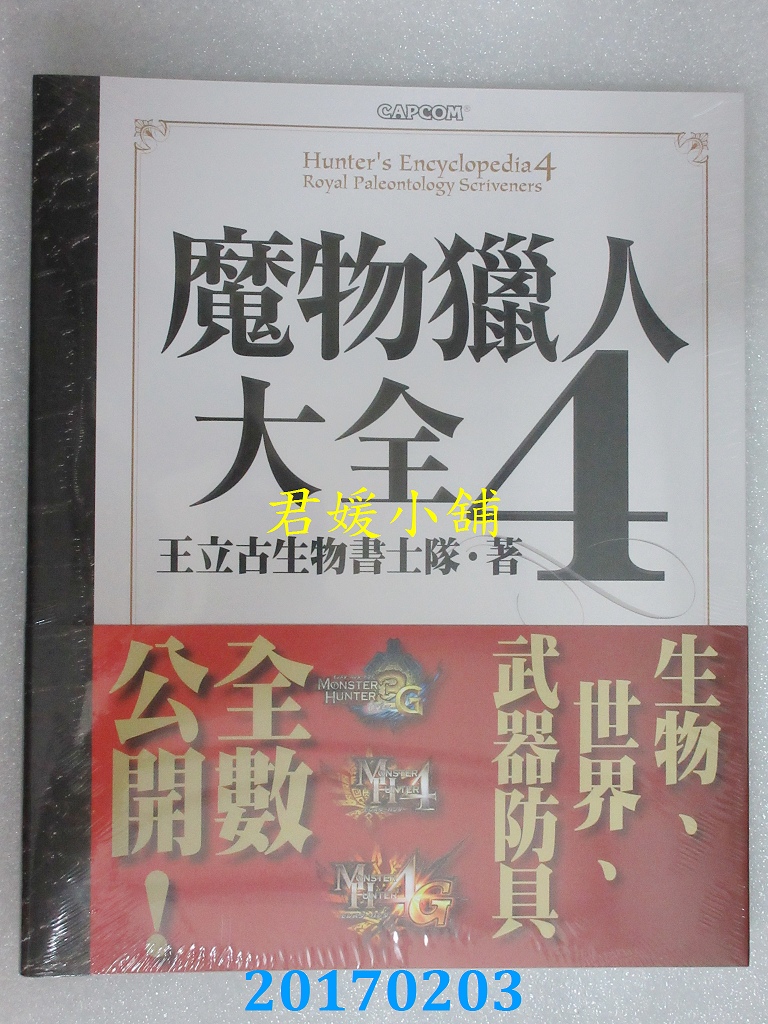 CAPCOM®
Hunter's Encyclopedia 4
Royal Paleontology Scriveners
魔物獵人
大全4
君媛小舖
王立古生物書士隊・著
生物、
世界、
武器防具
MONSTER HUNTER 3G
MONSTER HUNTER 4
MONSTER HUNTER 4G
全數
公開！
20170203